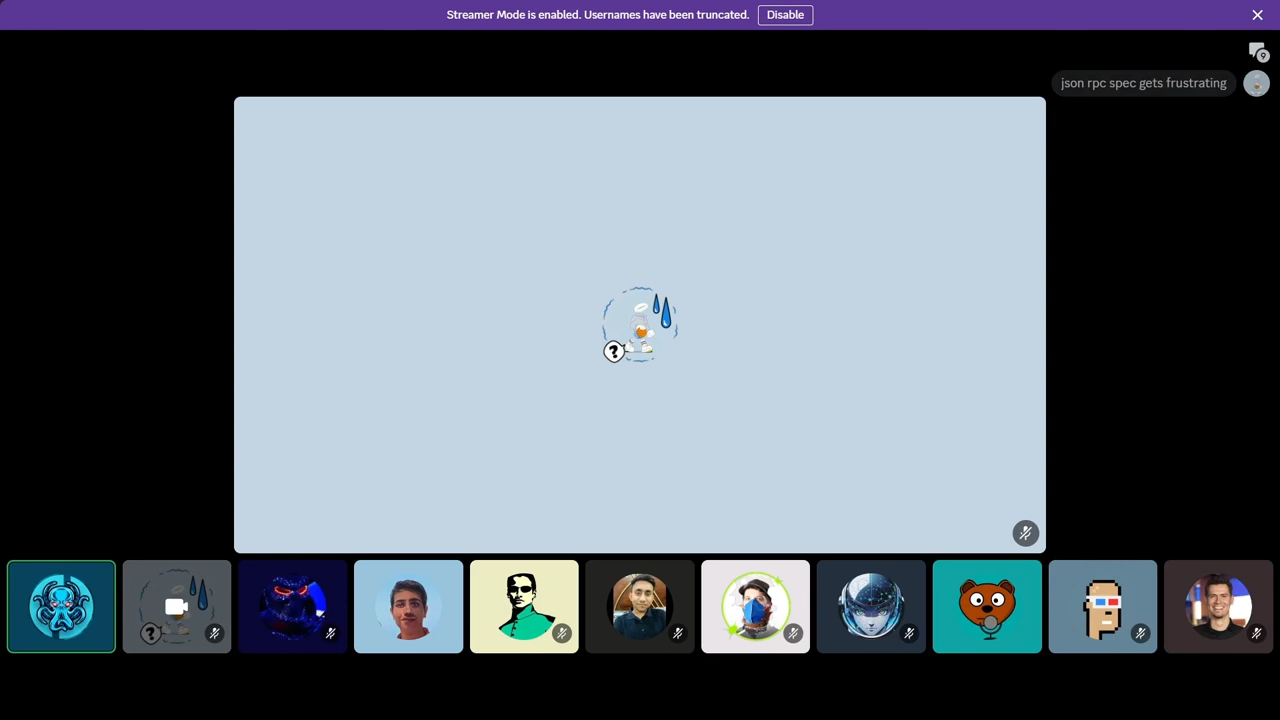 Streamer Mode is enabled. Usernames have been truncated. Disable
json rpc spec gets frustrating
?
?